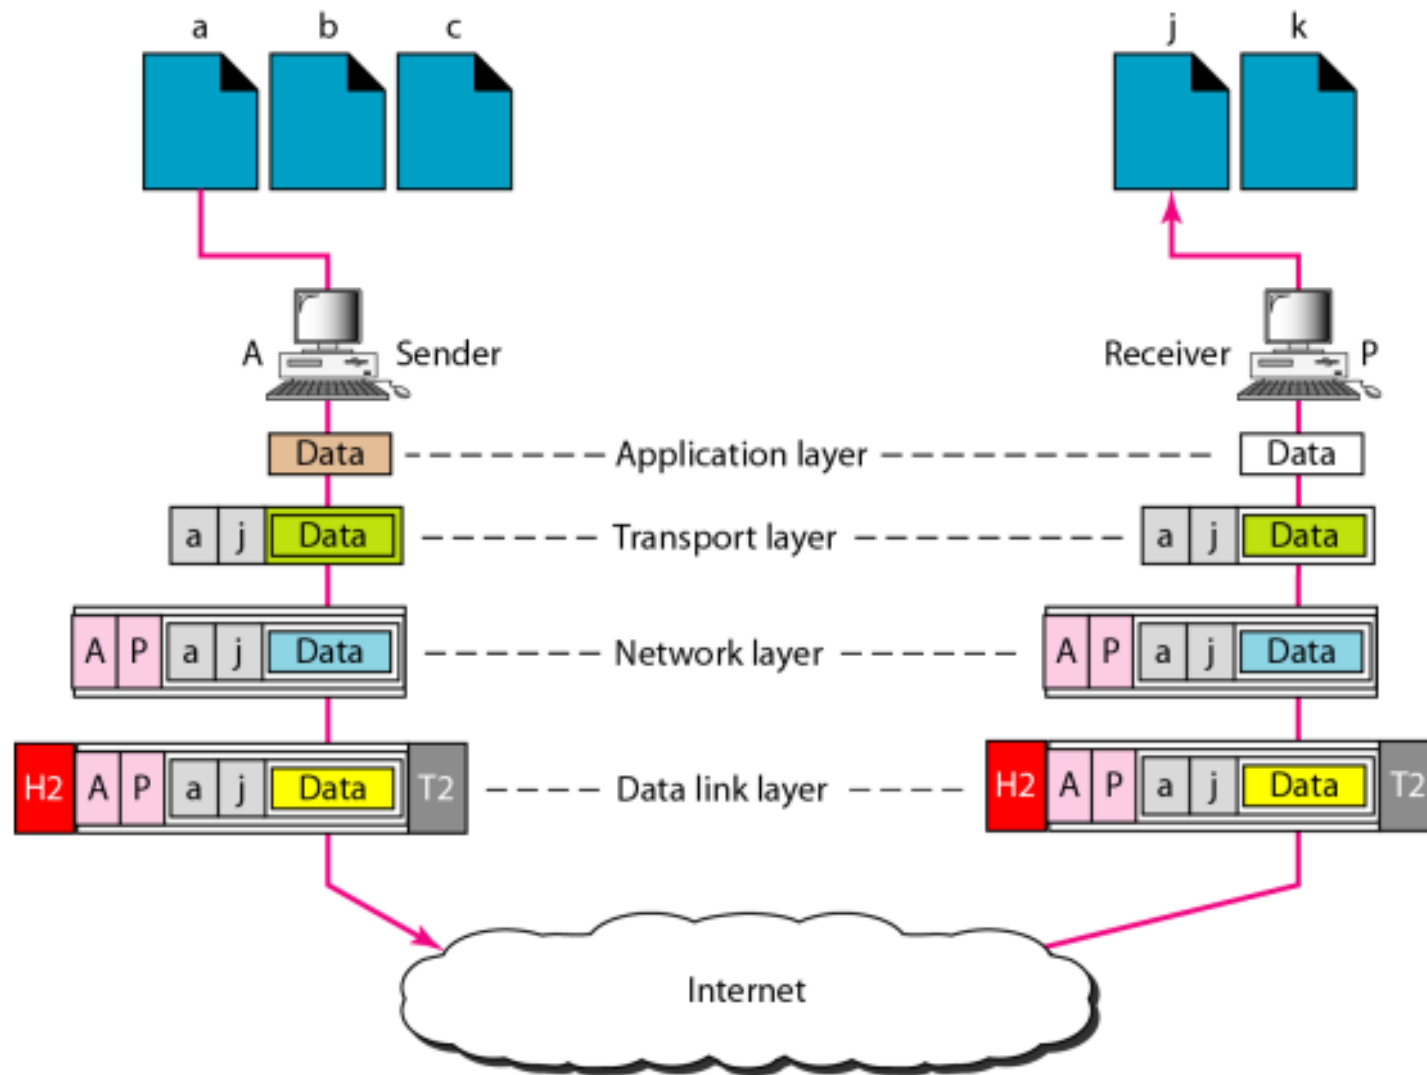 a b c j k
A Sender Receiver P
Data Application layer Data
a j Data Transport layer a j Data
A P a j Data Network layer A P a j Data
H2 A P a j Data T2 Data link layer H2 A P a j Data T2
Internet